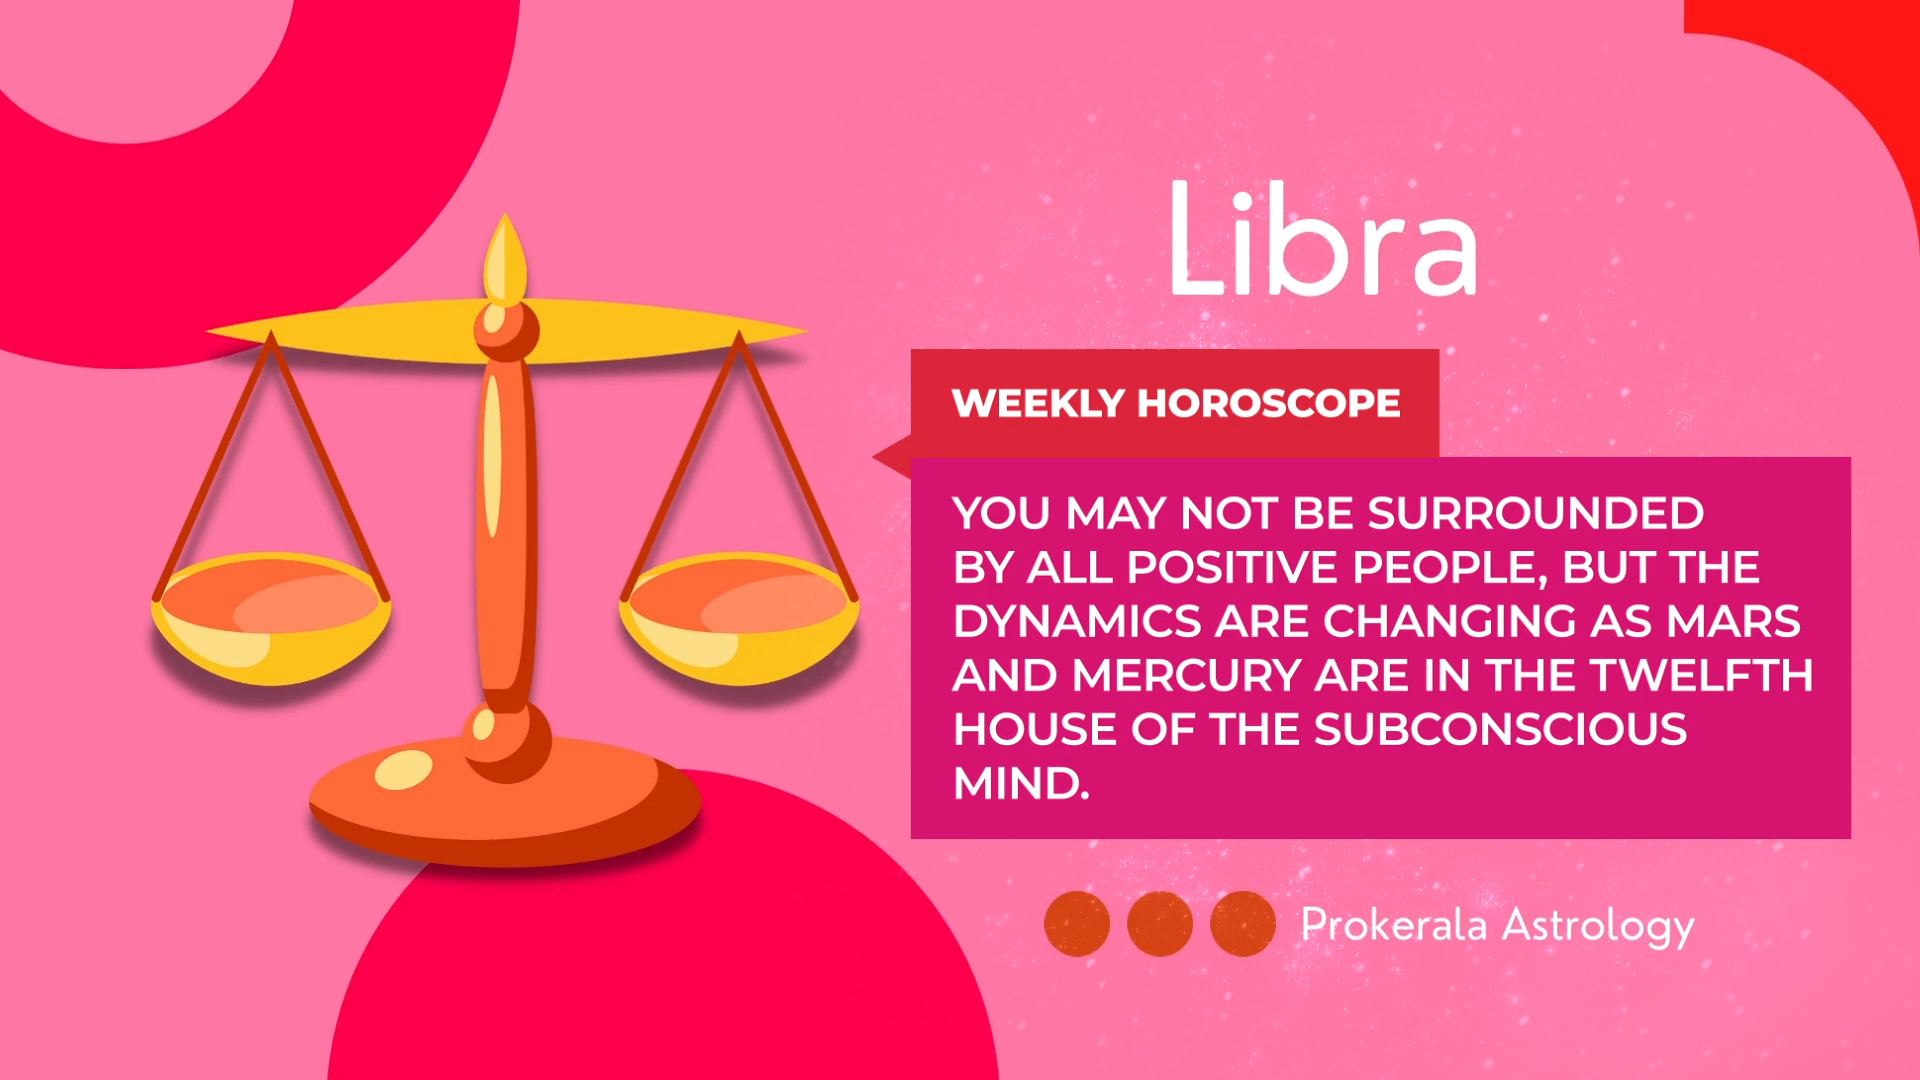 Libra
WEEKLY HOROSCOPE
YOU MAY NOT BE SURROUNDED
BY ALL POSITIVE PEOPLE, BUT THE
DYNAMICS ARE CHANGING AS MARS
AND MERCURY ARE IN THE TWELFTH
HOUSE OF THE SUBCONSCIOUS
MIND.
Prokerala Astrology